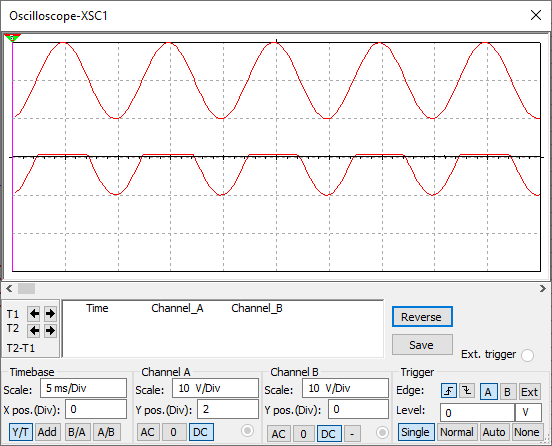 Oscilloscope-XSC1
T1
T2
T2-T1
Time Channel_A Channel_B
Reverse
Save
Ext. trigger
Timebase
Scale: 5 ms/Div
X pos.(Div): 0
Y/T Add B/A A/B
Channel A
Scale: 10 V/Div
Y pos.(Div): 2
AC 0 DC
Channel B
Scale: 10 V/Div
Y pos.(Div): 0
AC 0 DC -
Trigger
Edge: A B Ext
Level: 0 V
Single Normal Auto None